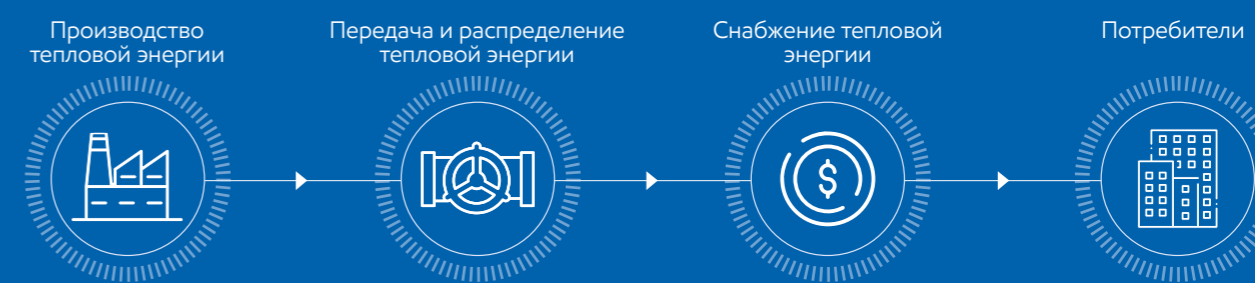 Производство
тепловой энергии
Передача и распределение
тепловой энергии
Снабжение тепловой
энергии
Потребители
$